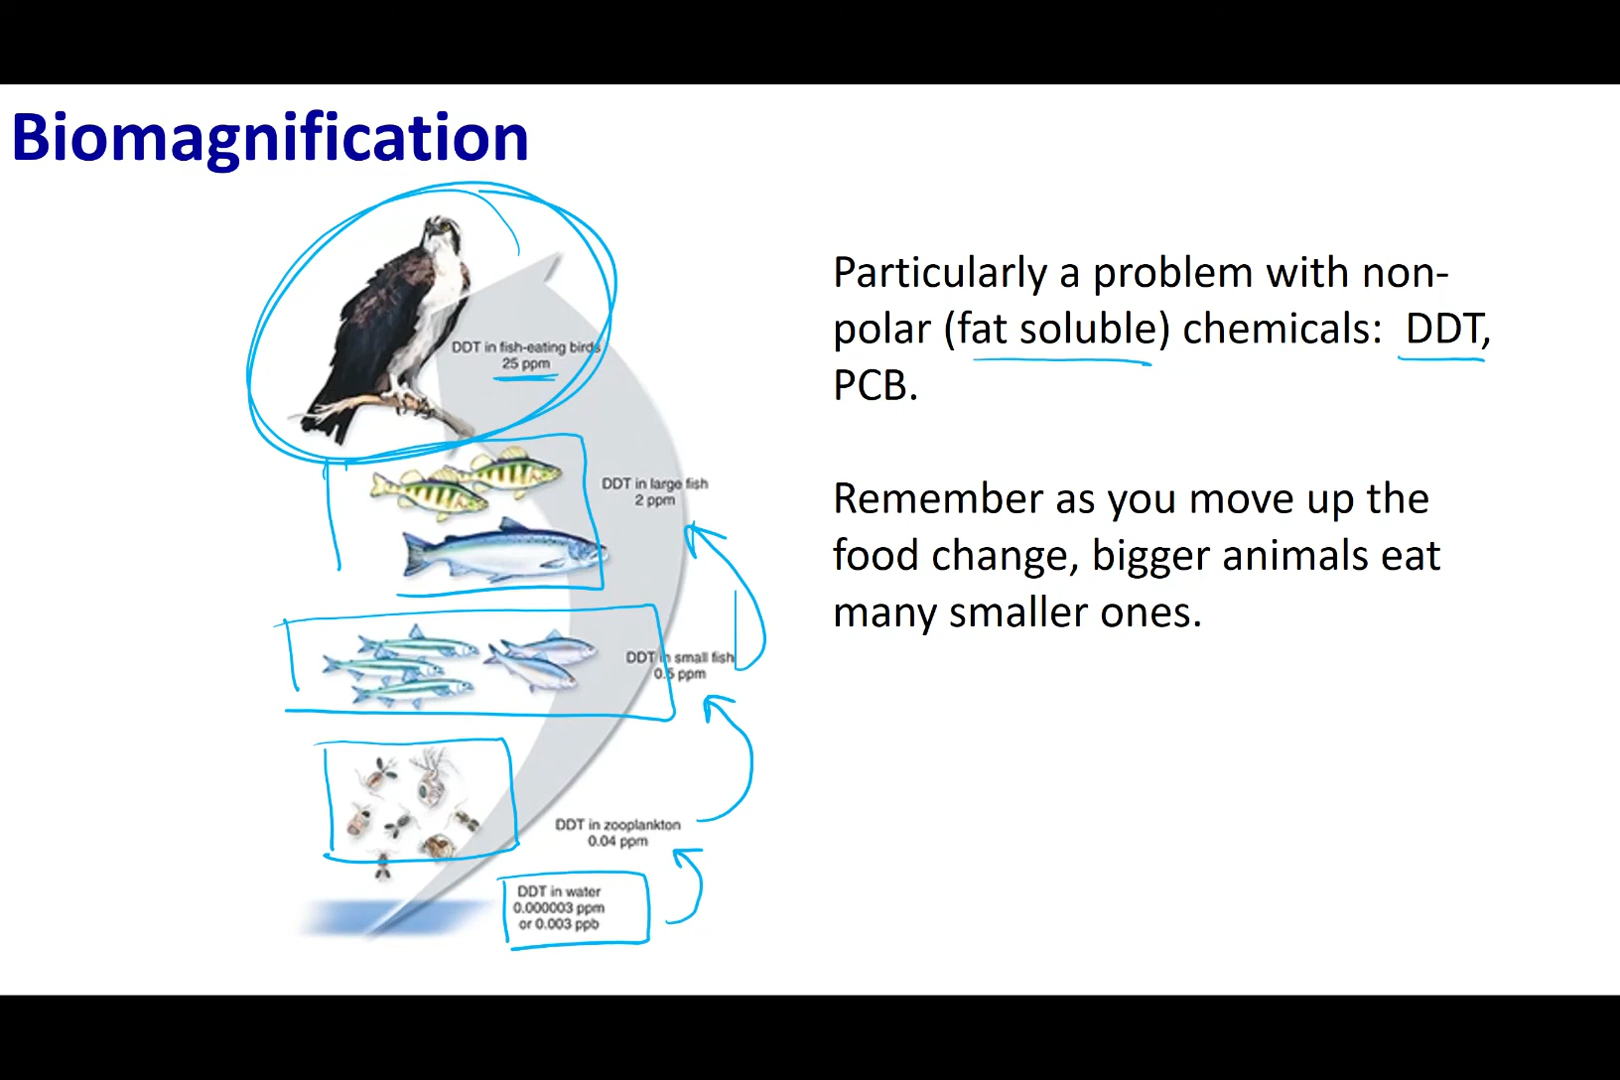 Biomagnification
DDT in fish-eating birds
25 ppm
DDT in large fish
2 ppm
DDT in small fish
0.5 ppm
DDT in zooplankton
0.04 ppm
DDT in water
0.000003 ppm
or 0.003 ppb
Particularly a problem with non-
polar (fat soluble) chemicals:  DDT,
PCB.
Remember as you move up the
food change, bigger animals eat
many smaller ones.